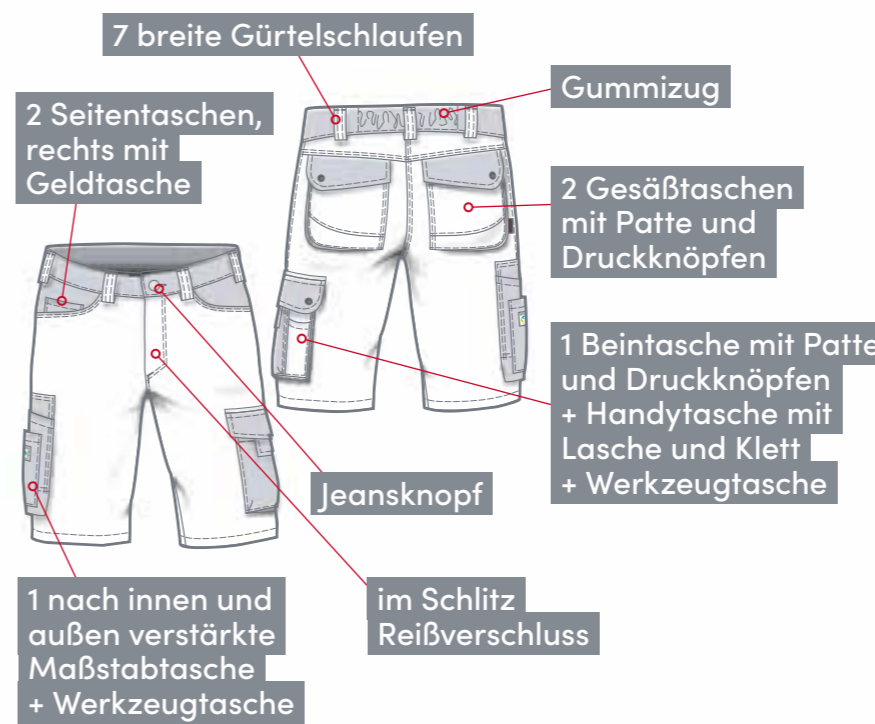 7 breite Gürtelschlaufen
Gummizug
2 Seitentaschen,
rechts mit
Geldtasche
2 Gesäßtaschen
mit Patte und
Druckknöpfen
1 Beintasche mit Patte
und Druckknöpfen
+ Handytasche mit
Lasche und Klett
+ Werkzeugtasche
Jeansknopf
1 nach innen und
außen verstärkte
Maßstabtasche
+ Werkzeugtasche
im Schlitz
Reißverschluss